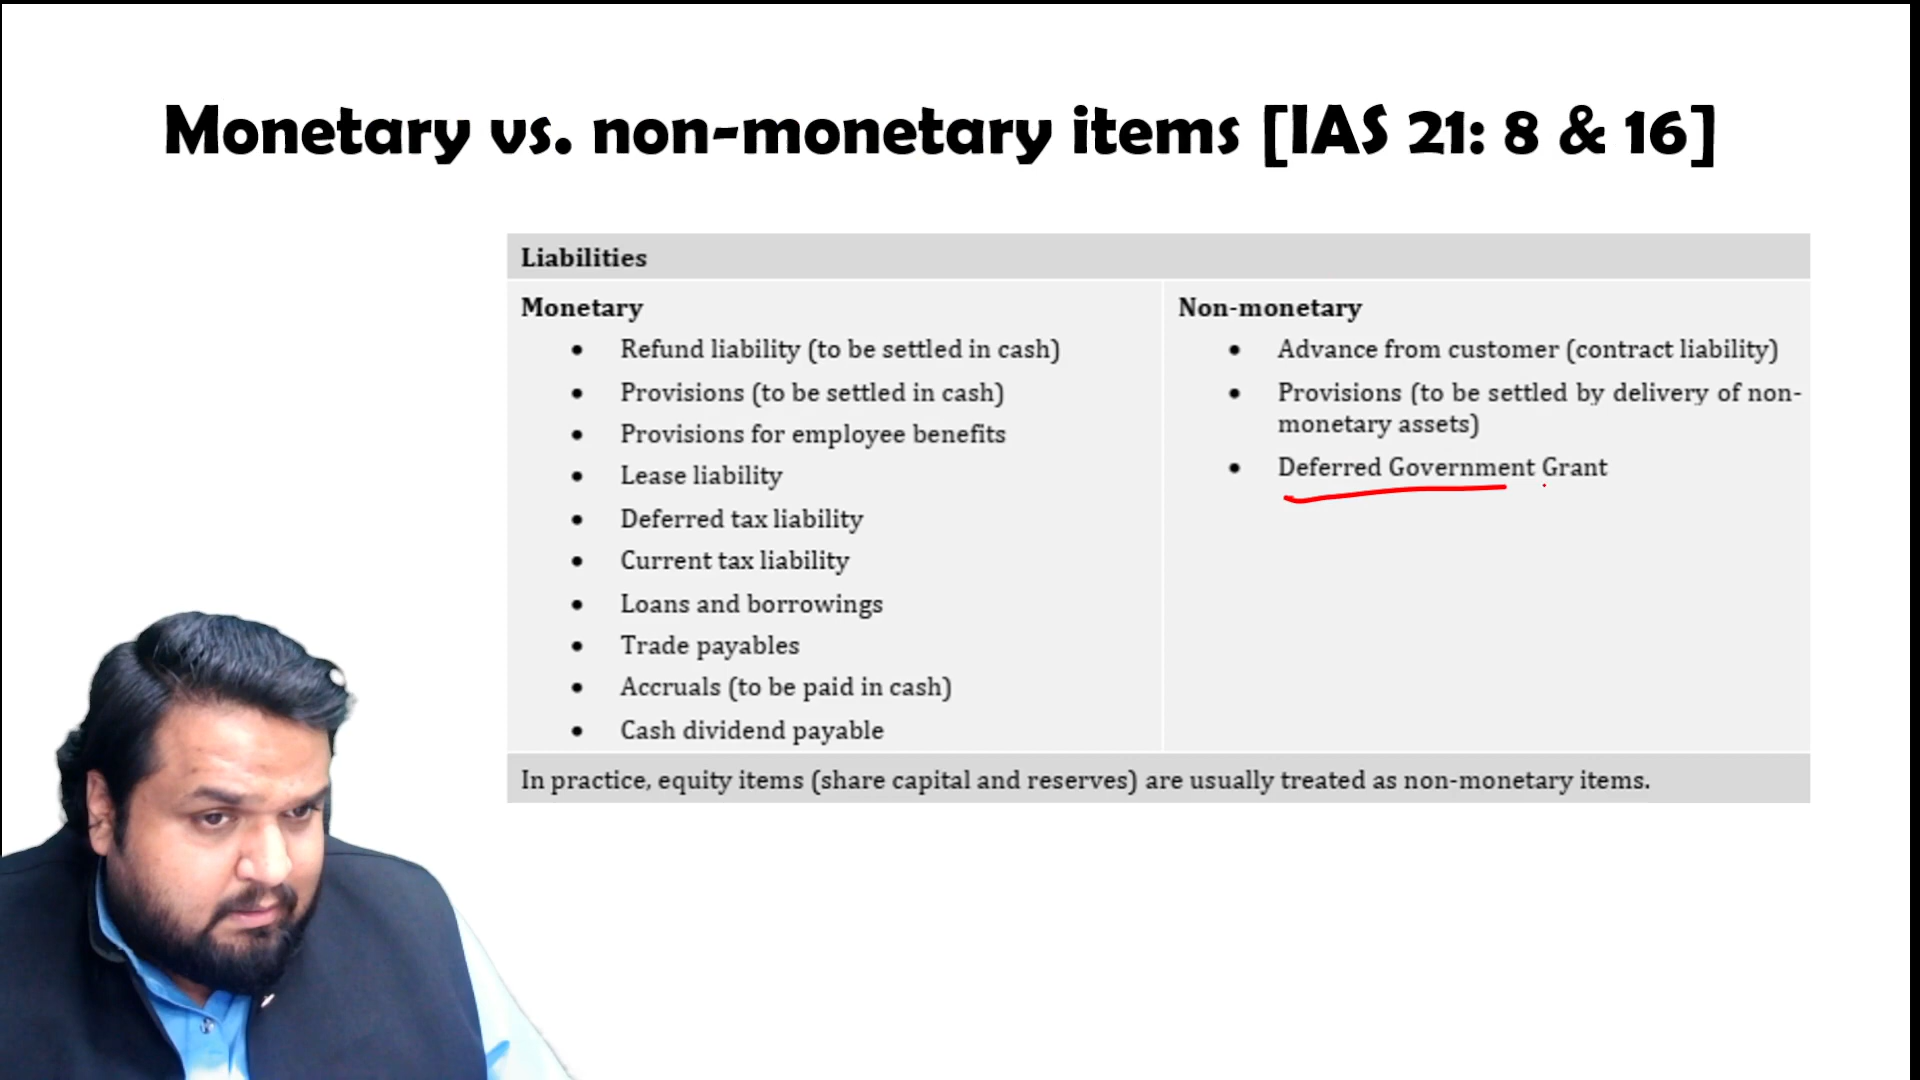 Monetary vs. non-monetary items [IAS 21: 8 & 16]
Liabilities
Monetary
• Refund liability (to be settled in cash)
• Provisions (to be settled in cash)
• Provisions for employee benefits
• Lease liability
• Deferred tax liability
• Current tax liability
• Loans and borrowings
• Trade payables
• Accruals (to be paid in cash)
• Cash dividend payable
Non-monetary
• Advance from customer (contract liability)
• Provisions (to be settled by delivery of non-
monetary assets)
• Deferred Government Grant
In practice, equity items (share capital and reserves) are usually treated as non-monetary items.